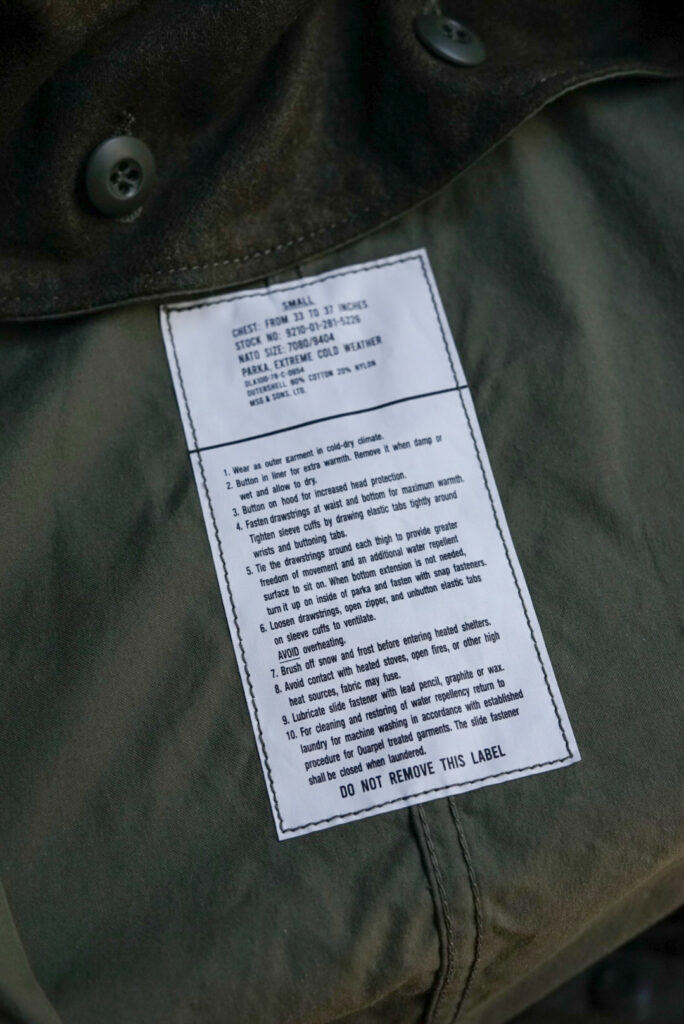 SMALL
CHEST: FROM 33 TO 37 INCHES
STOCK NO: 9210-01-281-5226
NATO SIZE: 7080/9404
PARKA, EXTREME COLD WEATHER
DLA100-79-C-0654
OUTERSHELL 80% COTTON 20% NYLON
MSG & SONS, LTD.
1. Wear as outer garment in cold-dry climate.
2. Button in liner for extra warmth. Remove it when damp or
wet and allow to dry.
3. Button on hood for increased head protection.
4. Fasten drawstrings at waist and bottom for maximum warmth.
Tighten sleeve cuffs by drawing elastic tabs tightly around
wrists and buttoning tabs.
5. Tie the drawstrings around each thigh to provide greater
freedom of movement and an additional water repellent
surface to sit on. When bottom extension is not needed,
turn it up on inside of parka and fasten with snap fasteners.
6. Loosen drawstrings, open zipper, and unbutton elastic tabs
on sleeve cuffs to ventilate.
AVOID overheating.
7. Brush off snow and frost before entering heated shelters.
8. Avoid contact with heated stoves, open fires, or other high
heat sources, fabric may fuse.
9. Lubricate slide fastener with lead pencil, graphite or wax.
10. For cleaning and restoring of water repellency return to
laundry for machine washing in accordance with established
procedure for Quarpel treated garments. The slide fastener
shall be closed when laundered.
DO NOT REMOVE THIS LABEL